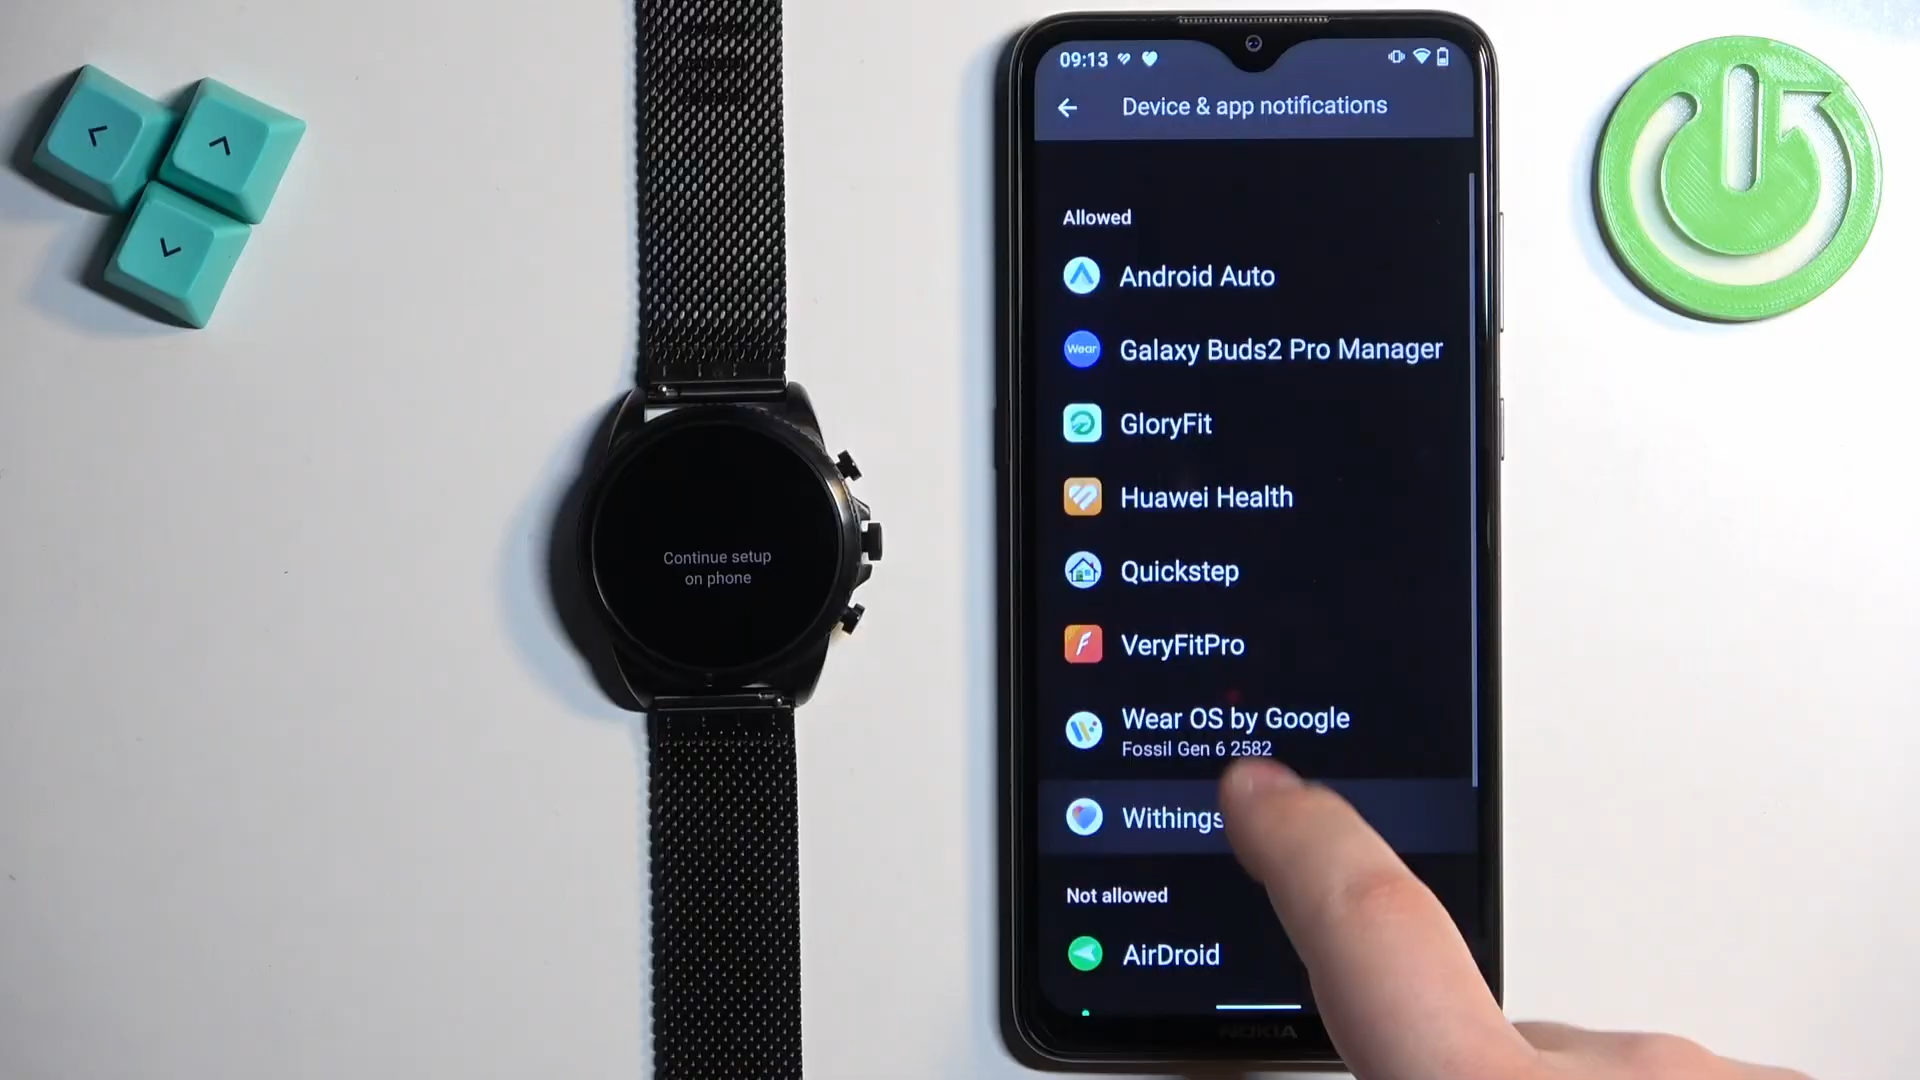 09:13
Device & app notifications
Allowed
Android Auto
Wear
Galaxy Buds2 Pro Manager
GloryFit
Huawei Health
Quickstep
VeryFitPro
Wear OS by Google
Fossil Gen 6 2582
Withings
Not allowed
AirDroid
NOKIA
Continue setup
on phone